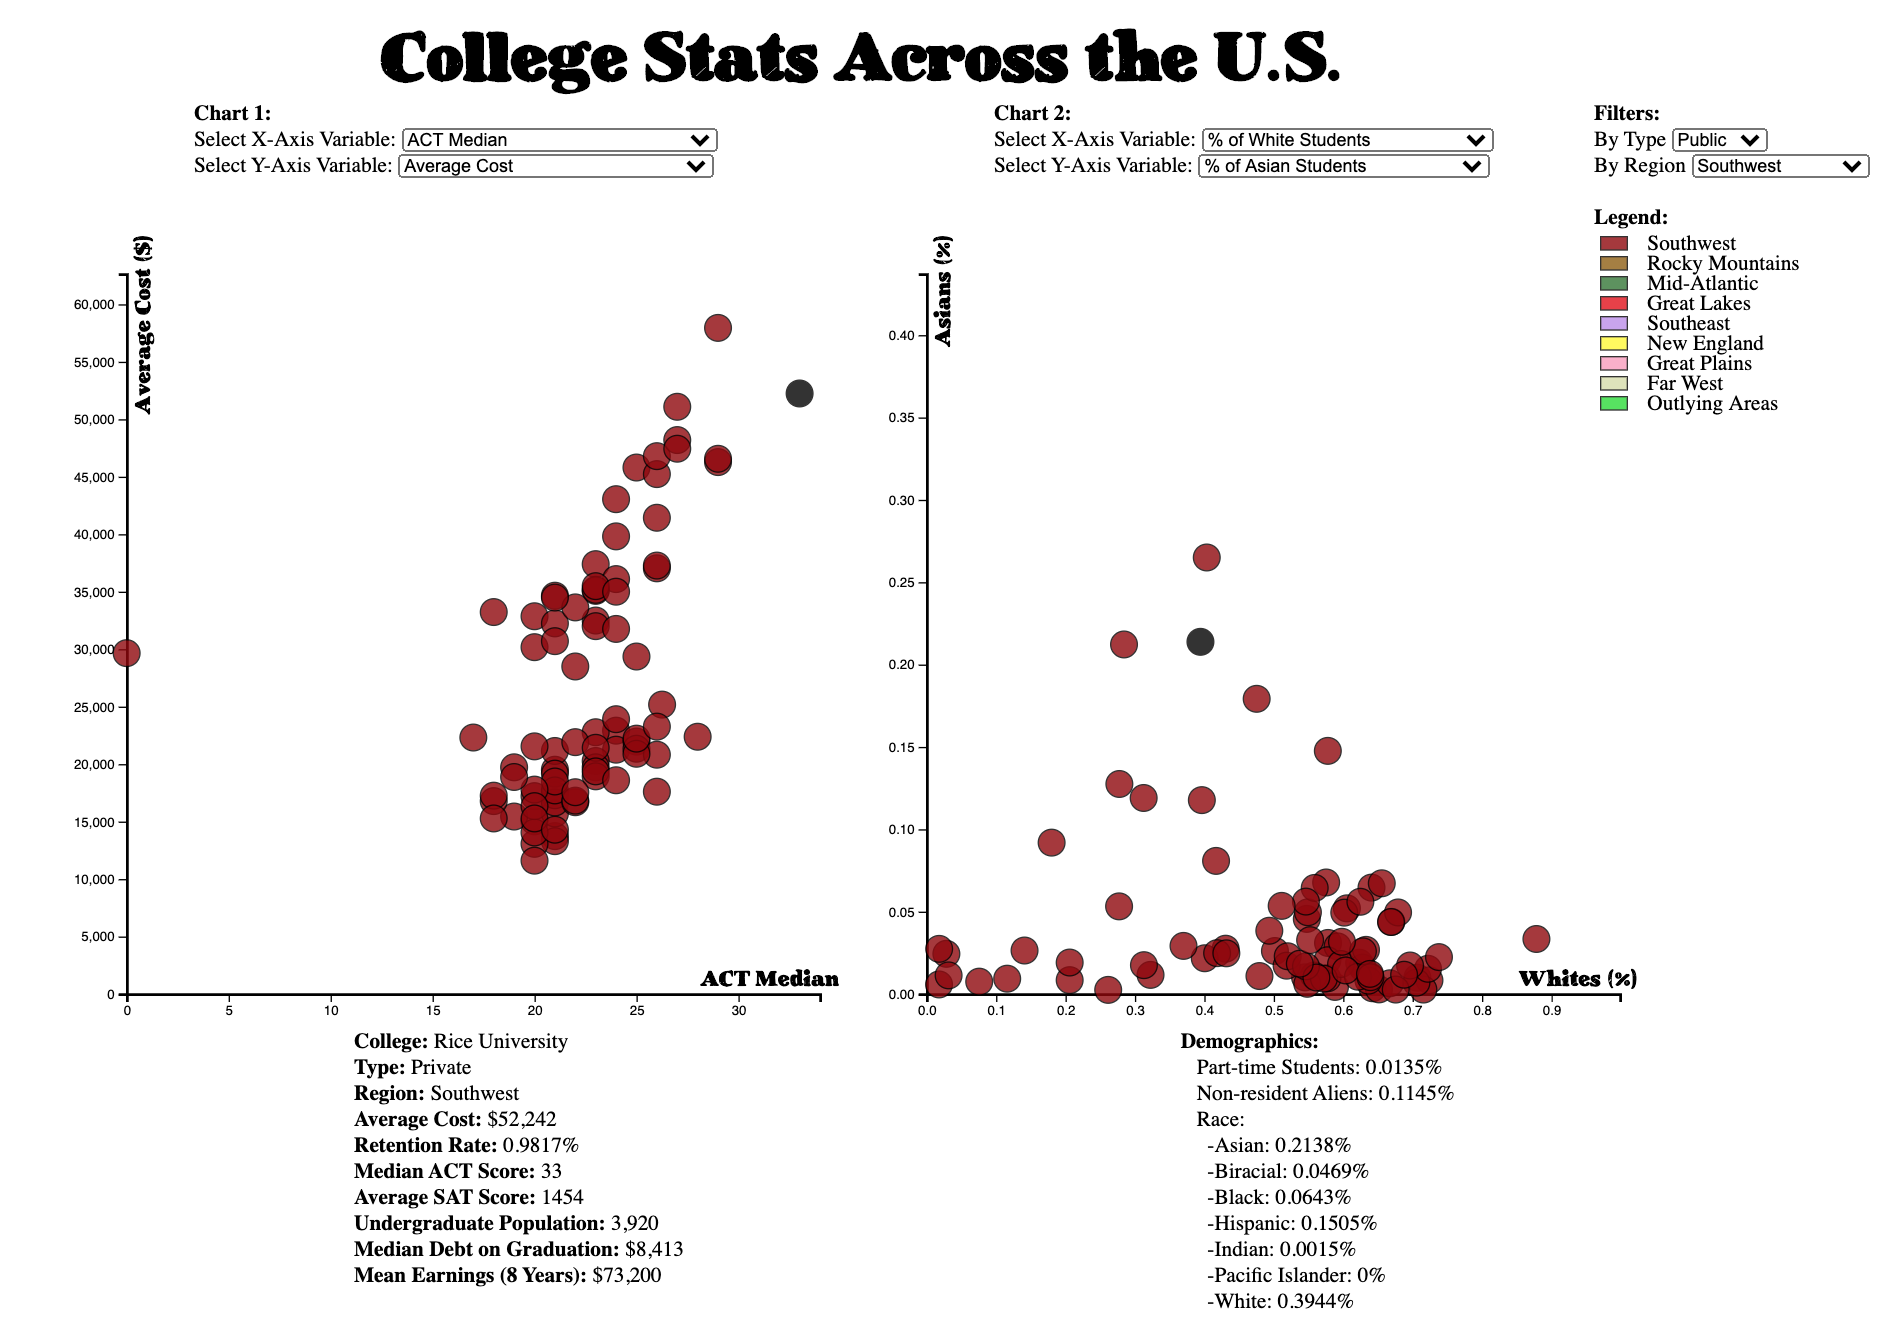 College Stats Across the U.S.
Chart 1:
Select X-Axis Variable: ACT Median
Select Y-Axis Variable: Average Cost
Chart 2:
Select X-Axis Variable: % of White Students
Select Y-Axis Variable: % of Asian Students
Filters:
By Type Public
By Region Southwest
Legend:
Southwest
Rocky Mountains
Mid-Atlantic
Great Lakes
Southeast
New England
Great Plains
Far West
Outlying Areas
Average Cost ($)
60,000
55,000
50,000
45,000
40,000
35,000
30,000
25,000
20,000
15,000
10,000
5,000
0
ACT Median
0 5 10 15 20 25 30
Asians (%)
0.40
0.35
0.30
0.25
0.20
0.15
0.10
0.05
0.00
Whites (%)
0.0 0.1 0.2 0.3 0.4 0.5 0.6 0.7 0.8 0.9
College: Rice University
Type: Private
Region: Southwest
Average Cost: $52,242
Retention Rate: 0.9817%
Median ACT Score: 33
Average SAT Score: 1454
Undergraduate Population: 3,920
Median Debt on Graduation: $8,413
Mean Earnings (8 Years): $73,200
Demographics:
Part-time Students: 0.0135%
Non-resident Aliens: 0.1145%
Race:
-Asian: 0.2138%
-Biracial: 0.0469%
-Black: 0.0643%
-Hispanic: 0.1505%
-Indian: 0.0015%
-Pacific Islander: 0%
-White: 0.3944%